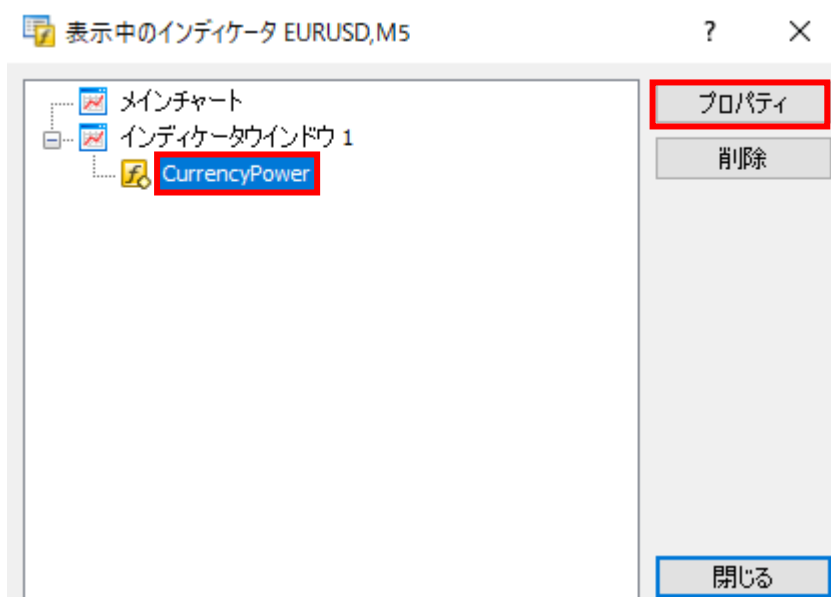 表示中のインディケータ EURUSD,M5 ?
メインチャート
インディケータウインドウ 1
CurrencyPower
プロパティ
削除
閉じる